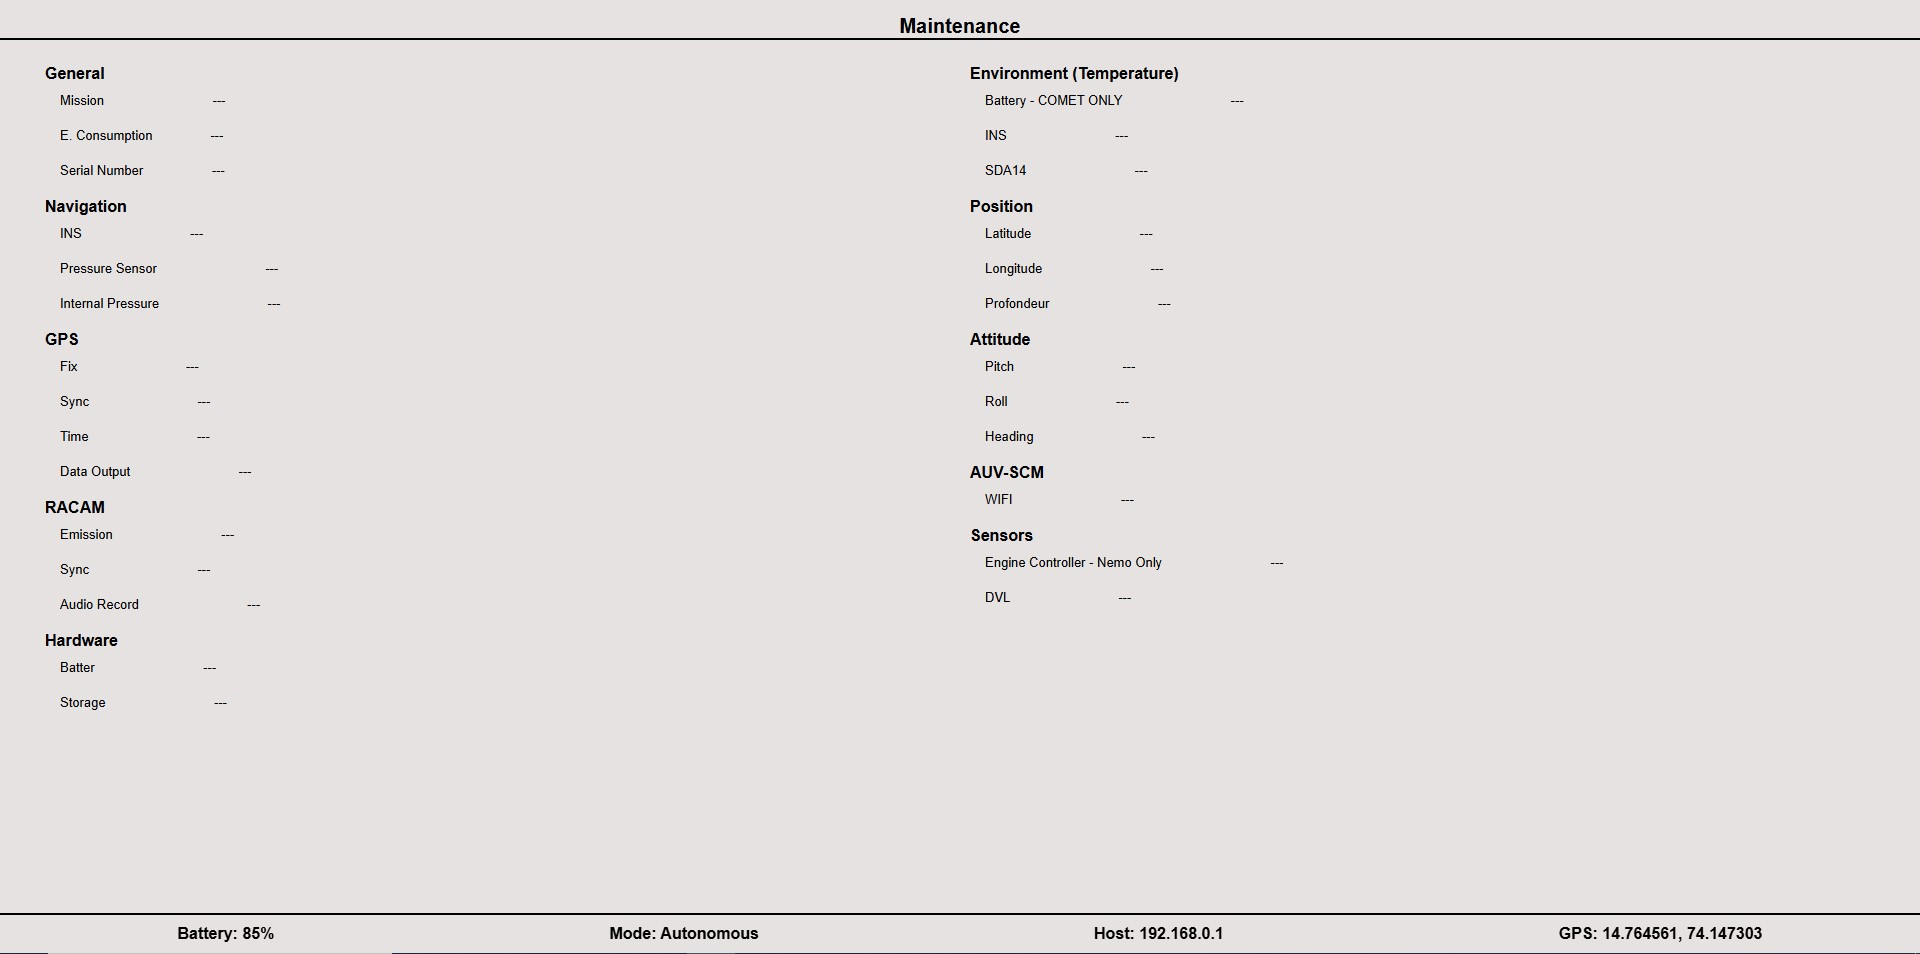 Maintenance
General
Mission ---
E. Consumption ---
Serial Number ---
Navigation
INS ---
Pressure Sensor ---
Internal Pressure ---
GPS
Fix ---
Sync ---
Time ---
Data Output ---
RACAM
Emission ---
Sync ---
Audio Record ---
Hardware
Batter ---
Storage ---
Environment (Temperature)
Battery - COMET ONLY ---
INS ---
SDA14 ---
Position
Latitude ---
Longitude ---
Profondeur ---
Attitude
Pitch ---
Roll ---
Heading ---
AUV-SCM
WIFI ---
Sensors
Engine Controller - Nemo Only ---
DVL ---
Battery: 85% Mode: Autonomous Host: 192.168.0.1 GPS: 14.764561, 74.147303